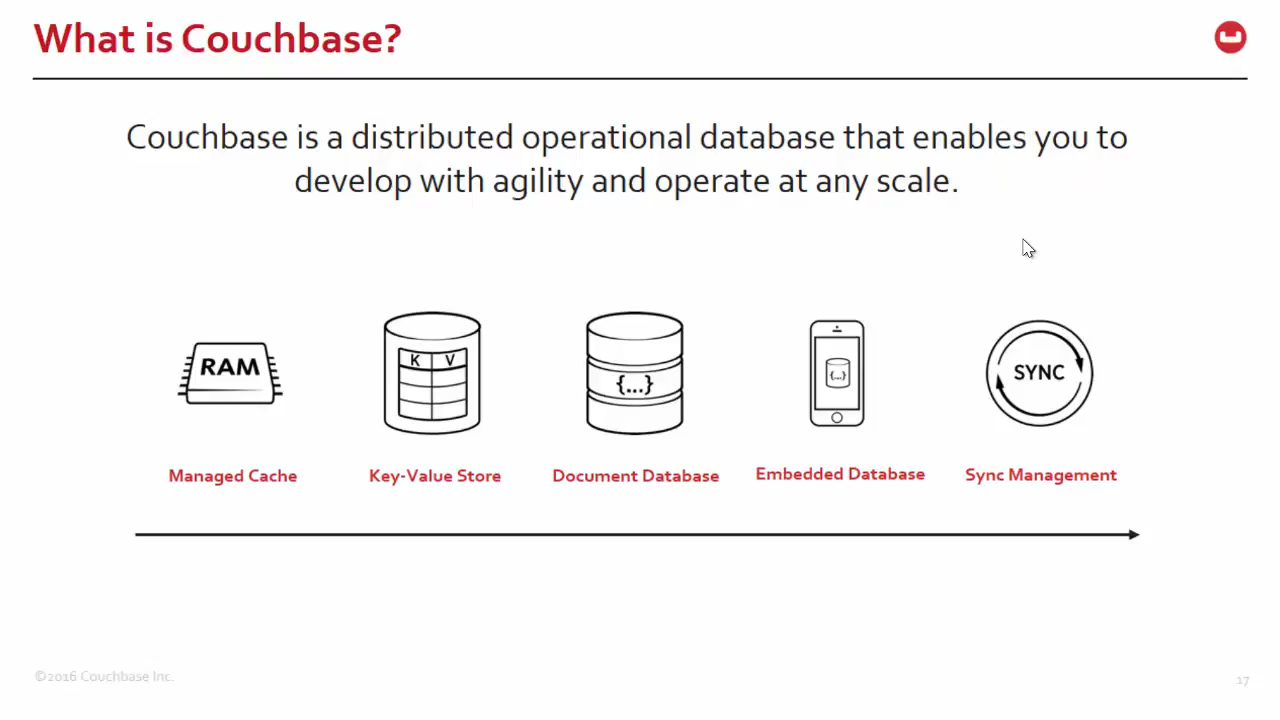 What is Couchbase?
Couchbase is a distributed operational database that enables you to
develop with agility and operate at any scale.
RAM
K V
{...}
{...}
SYNC
Managed Cache
Key-Value Store
Document Database
Embedded Database
Sync Management
©2016 Couchbase Inc.
17